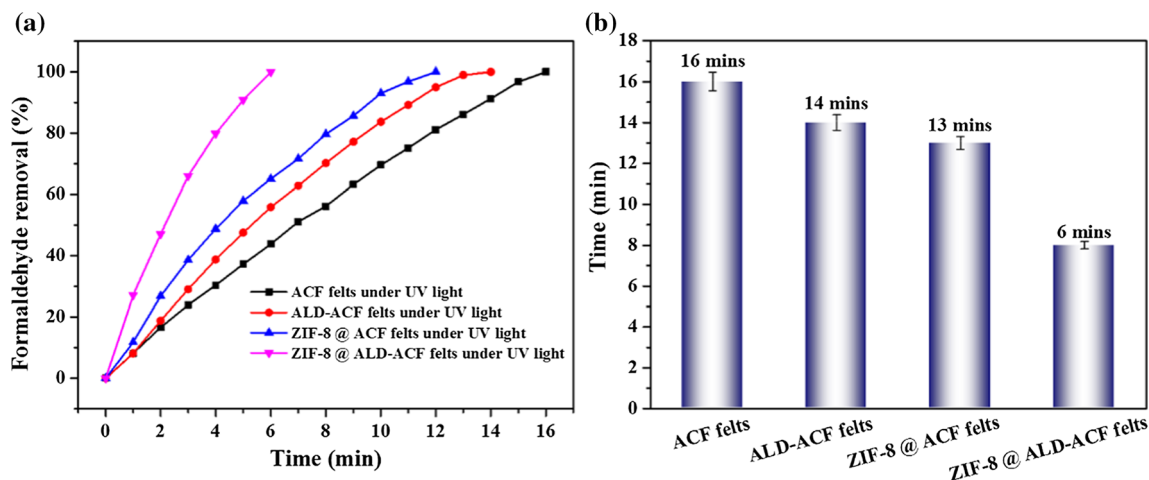 (a)
Formaldehyde removal (%)
100
80
60
40
20
0
ACF felts under UV light
ALD-ACF felts under UV light
ZIF-8 @ ACF felts under UV light
ZIF-8 @ ALD-ACF felts under UV light
0 2 4 6 8 10 12 14 16
Time (min)
(b)
Time (min)
18
16
14
12
10
8
6
4
2
0
16 mins
14 mins
13 mins
6 mins
ACF felts
ALD-ACF felts
ZIF-8 @ ACF felts
ZIF-8 @ ALD-ACF felts